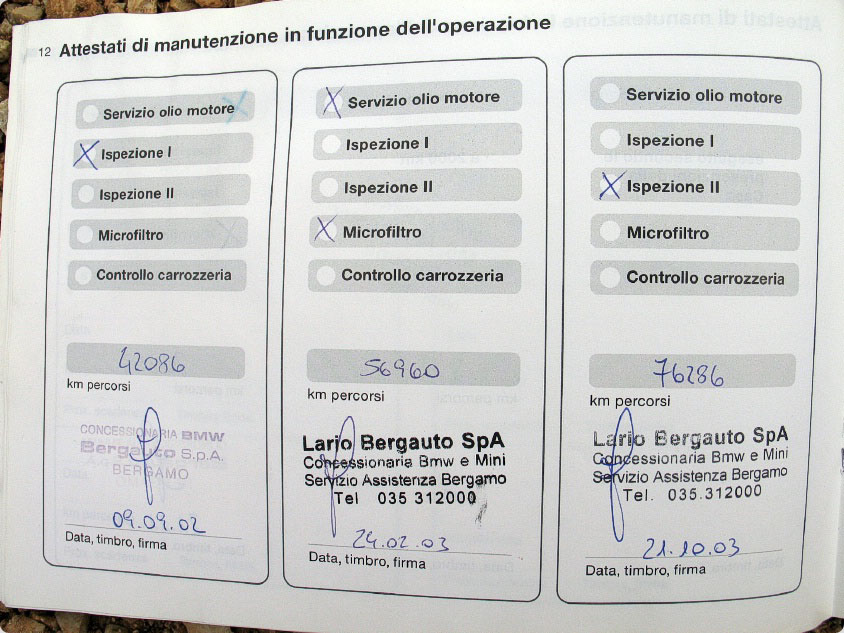 12 Attestati di manutenzione in funzione dell'operazione
Servizio olio motore
Ispezione I
Ispezione II
Microfiltro
Controllo carrozzeria
42086
km percorsi
CONCESSIONARIA BMW
Bergauto S.p.A.
BERGAMO
09.09.02
Data, timbro, firma
Servizio olio motore
Ispezione I
Ispezione II
Microfiltro
Controllo carrozzeria
56960
km percorsi
Lario Bergauto SpA
Concessionaria Bmw e Mini
Servizio Assistenza Bergamo
Tel 035 312000
24.02.03
Data, timbro, firma
Servizio olio motore
Ispezione I
Ispezione II
Microfiltro
Controllo carrozzeria
76286
km percorsi
Lario Bergauto SpA
Concessionaria Bmw e Mini
Servizio Assistenza Bergamo
Tel. 035.312000
21.10.03
Data, timbro, firma